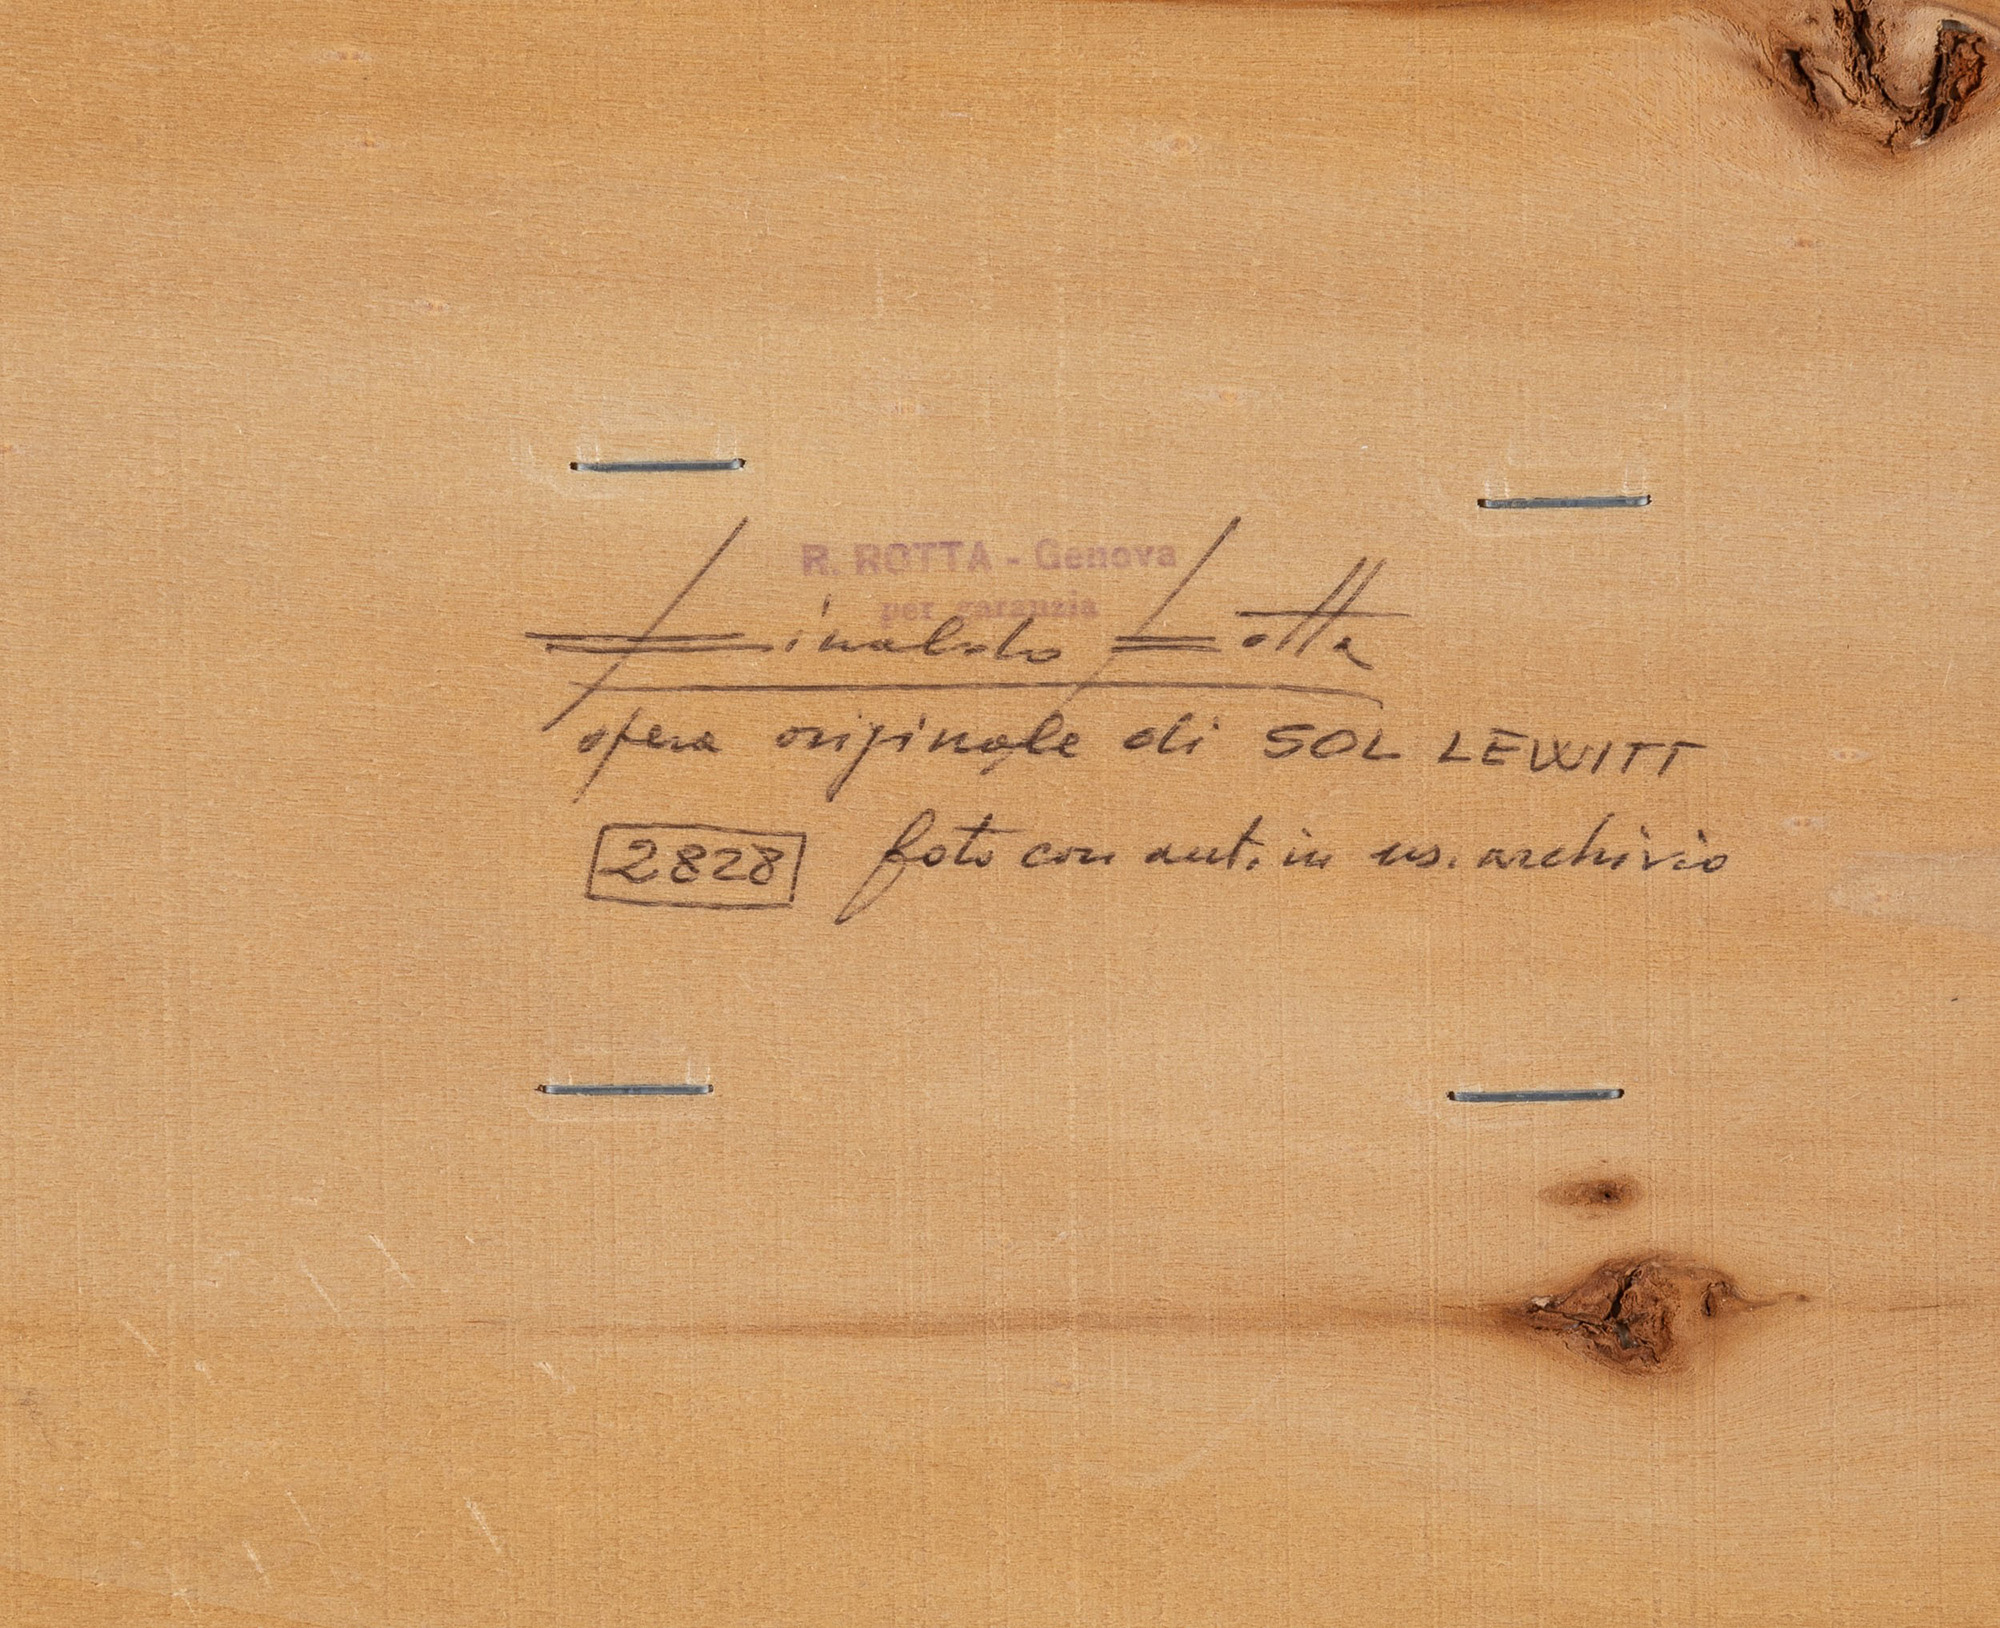 R. ROTTA - Genova
per garanzia
Rinaldo Rotta
opera originale di SOL LEWITT
2828 foto con aut. in ns. archivio